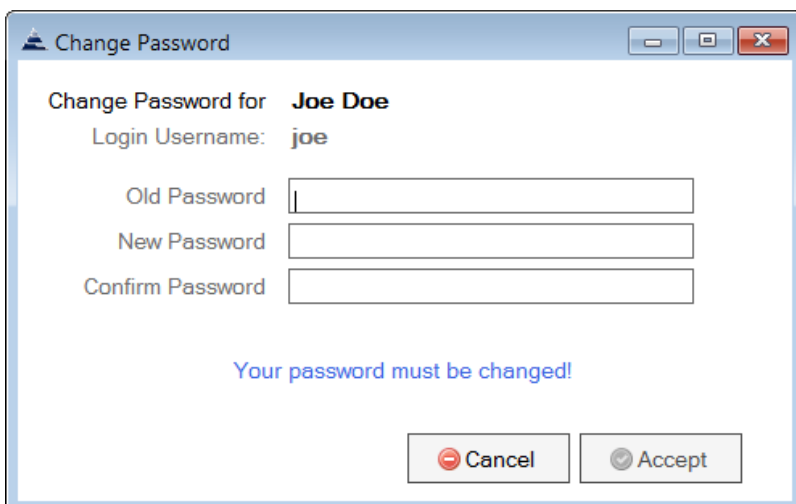 Change Password
Change Password for Joe Doe
Login Username: joe
Old Password
New Password
Confirm Password
Your password must be changed!
Cancel Accept